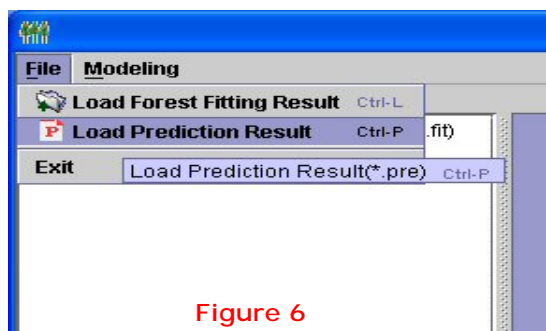 File Modeling
Load Forest Fitting Result Ctrl-L
P Load Prediction Result Ctrl-P .fit)
Exit
Load Prediction Result(*.pre) Ctrl-P
Figure 6